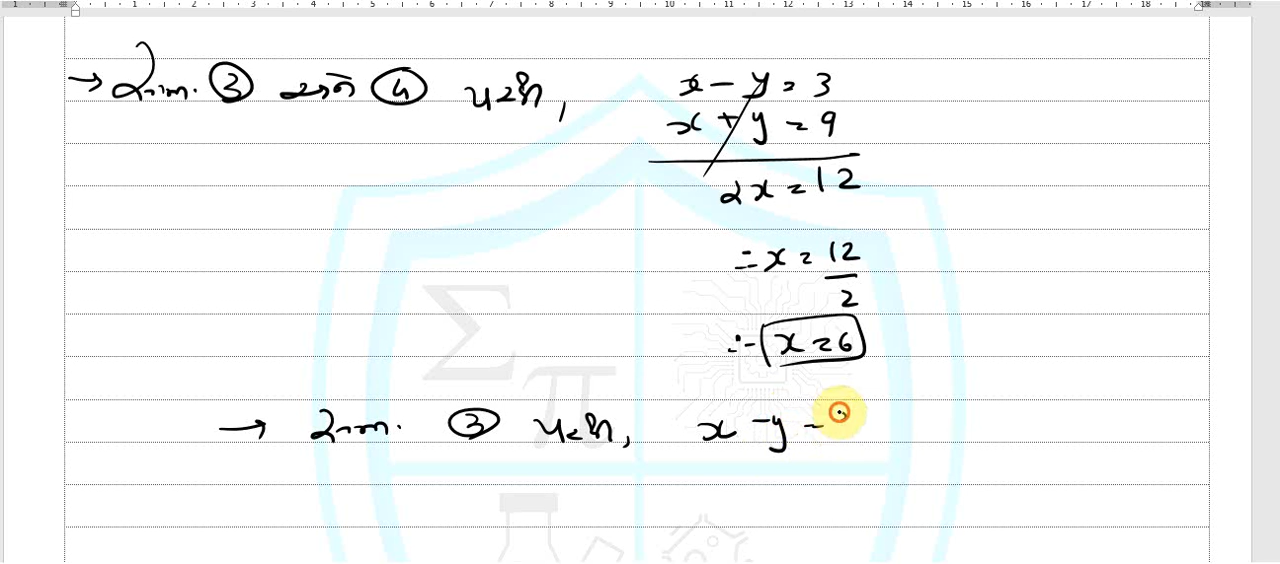 → સમી. ③ અને ④ પરથી,
x - y = 3
x + y = 9
2x = 12
∴ x = 12/2
∴ x = 6
→ સમી. ③ પરથી, x - y =